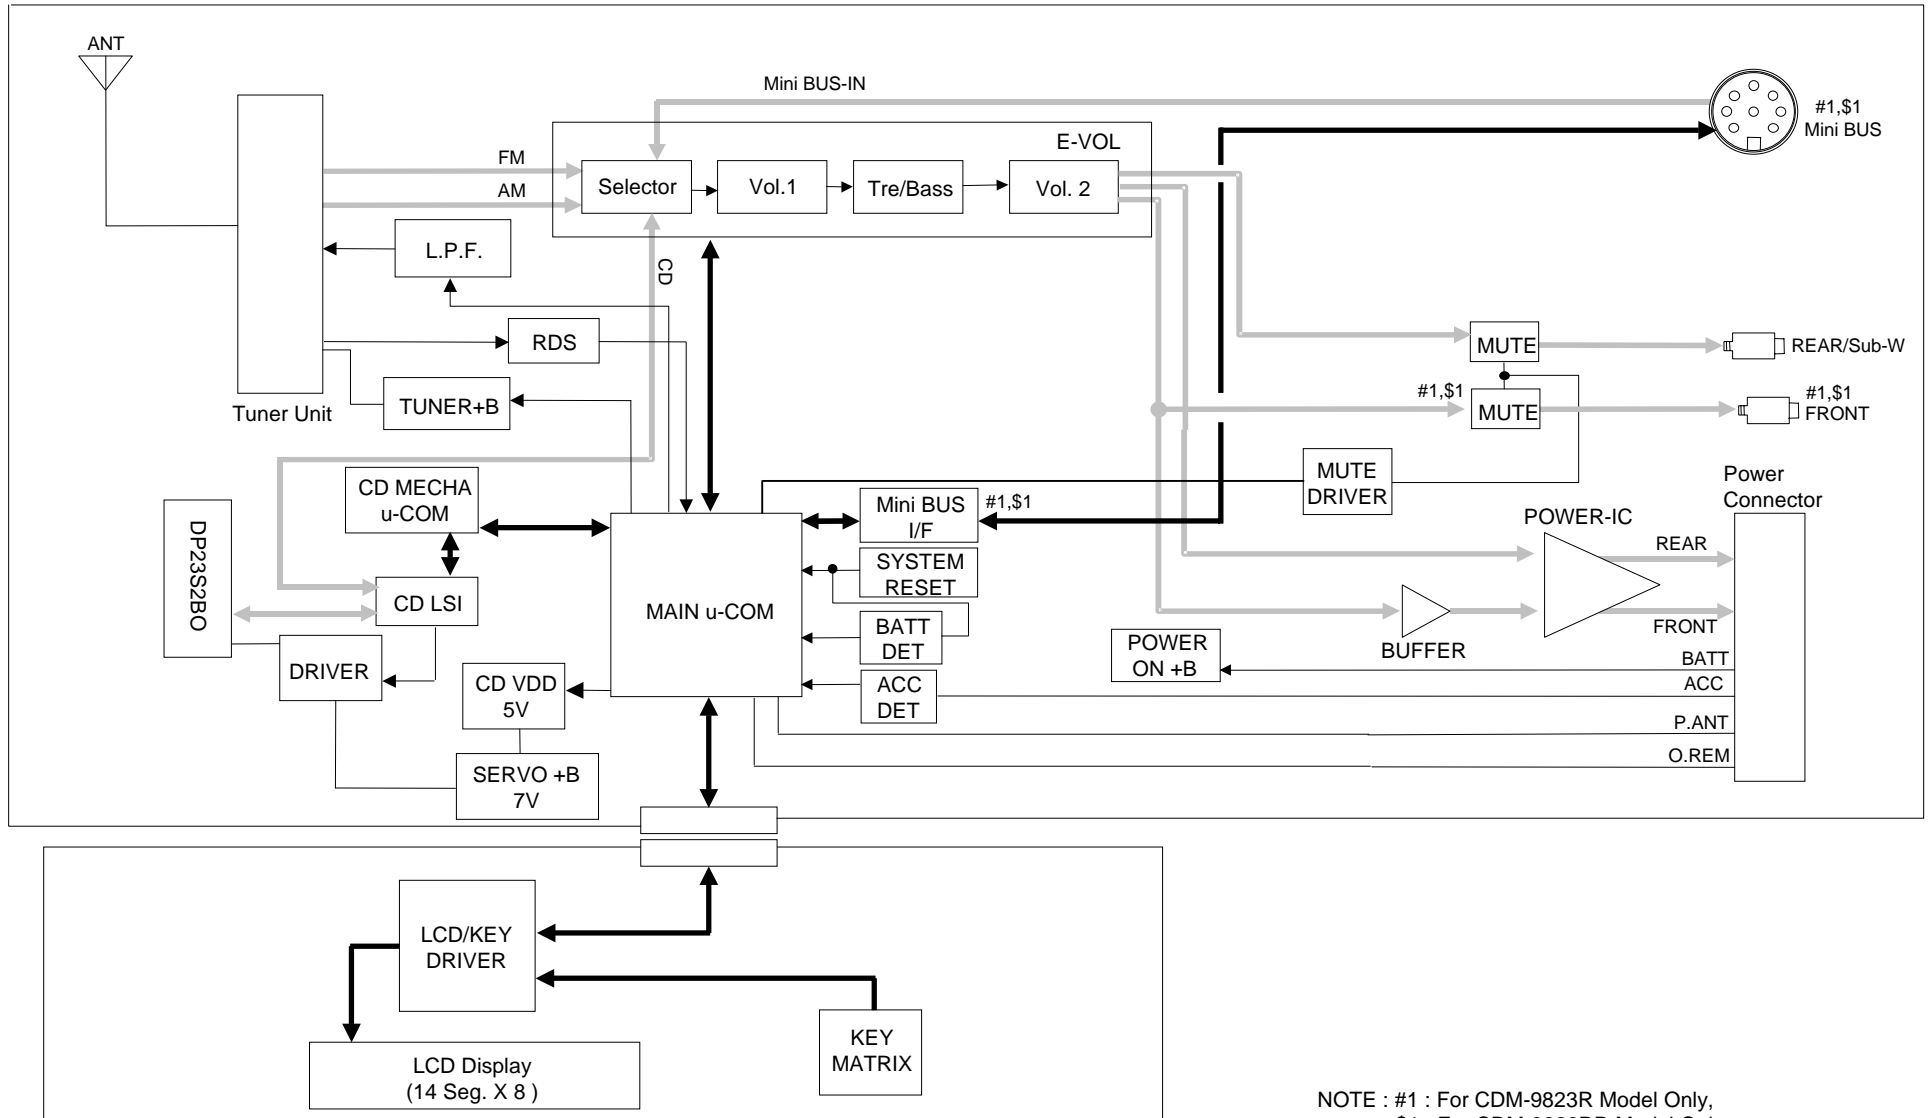 ANT
Mini BUS-IN
#1,$1
Mini BUS
E-VOL
FM
AM
Selector
Vol.1
Tre/Bass
Vol. 2
L.P.F.
CD
RDS
TUNER+B
Tuner Unit
MUTE
REAR/Sub-W
#1,$1
MUTE
#1,$1
FRONT
MUTE
DRIVER
Power
Connector
CD MECHA
u-COM
DP23S2BO
CD LSI
DRIVER
CD VDD
5V
SERVO +B
7V
MAIN u-COM
Mini BUS
I/F
#1,$1
SYSTEM
RESET
BATT
DET
ACC
DET
POWER-IC
REAR
FRONT
BUFFER
POWER
ON +B
BATT
ACC
P.ANT
O.REM
LCD/KEY
DRIVER
KEY
MATRIX
LCD Display
(14 Seg. X 8 )
NOTE : #1 : For CDM-9823R Model Only,